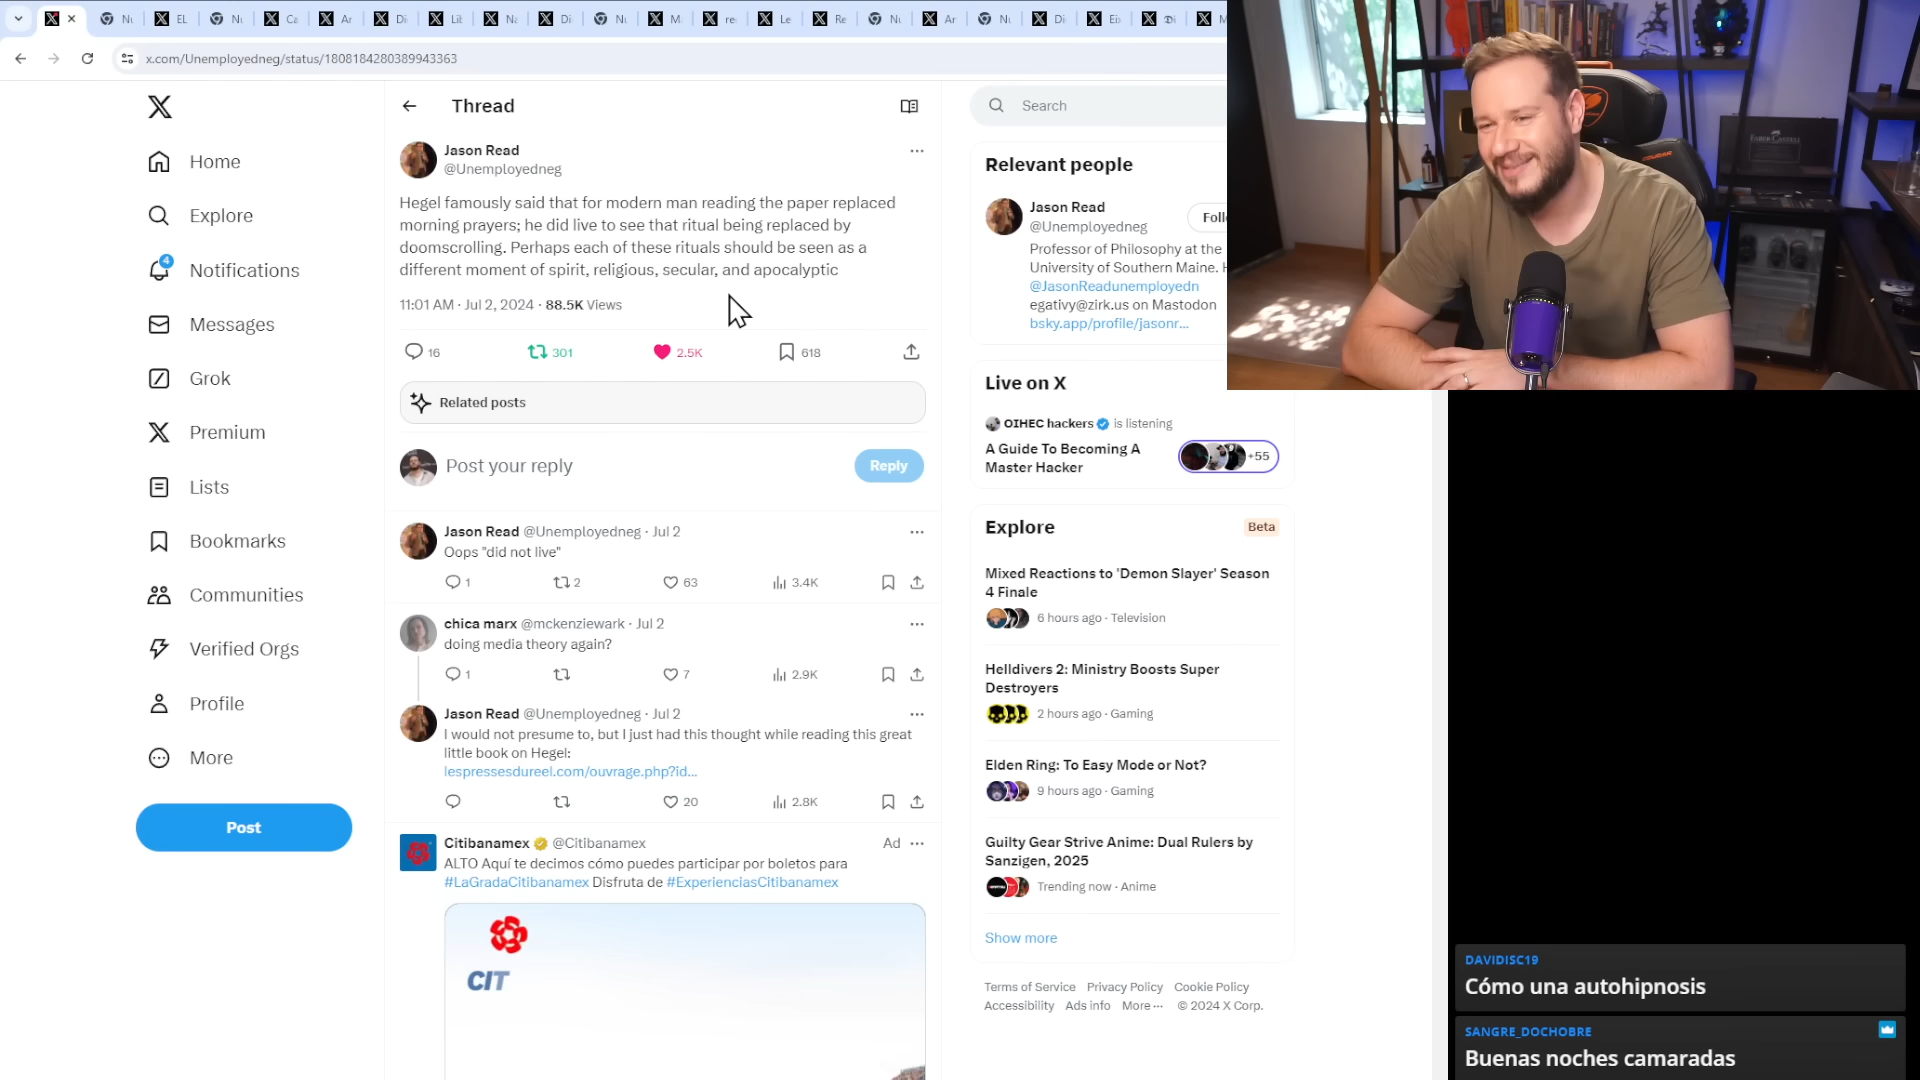 x.com/Unemployedneg/status/1808184280389943363
Home
Explore
4
Notifications
Messages
Grok
Premium
Lists
Bookmarks
Communities
Verified Orgs
Profile
More
Post
Thread
Jason Read
@Unemployedneg
Hegel famously said that for modern man reading the paper replaced
morning prayers; he did live to see that ritual being replaced by
doomscrolling. Perhaps each of these rituals should be seen as a
different moment of spirit, religious, secular, and apocalyptic
11:01 AM · Jul 2, 2024 · 88.5K Views
16 301 2.5K 618
Related posts
Post your reply
Reply
Jason Read @Unemployedneg · Jul 2
Oops "did not live"
1 2 63 3.4K
chica marx @mckenziewark · Jul 2
doing media theory again?
1 7 2.9K
Jason Read @Unemployedneg · Jul 2
I would not presume to, but I just had this thought while reading this great
little book on Hegel:
lespressesdureel.com/ouvrage.php?id...
20 2.8K
Citibanamex @Citibanamex Ad
ALTO Aquí te decimos cómo puedes participar por boletos para
#LaGradaCitibanamex Disfruta de #ExperienciasCitibanamex
CIT
Search
Relevant people
Jason Read
@Unemployedneg
Foll
Professor of Philosophy at the
University of Southern Maine. H
@JasonReadunemployedn
egativy@zirk.us on Mastodon
bsky.app/profile/jasonr...
Live on X
OIHEC hackers is listening
A Guide To Becoming A
Master Hacker
+55
Explore
Beta
Mixed Reactions to 'Demon Slayer' Season
4 Finale
6 hours ago · Television
Helldivers 2: Ministry Boosts Super
Destroyers
2 hours ago · Gaming
Elden Ring: To Easy Mode or Not?
9 hours ago · Gaming
Guilty Gear Strive Anime: Dual Rulers by
Sanzigen, 2025
Trending now · Anime
Show more
Terms of Service Privacy Policy Cookie Policy
Accessibility Ads info More ··· © 2024 X Corp.
FABER-CASTELL
COUGAR
DAVIDISC19
Cómo una autohipnosis
SANGRE_DOCHOBRE
Buenas noches camaradas